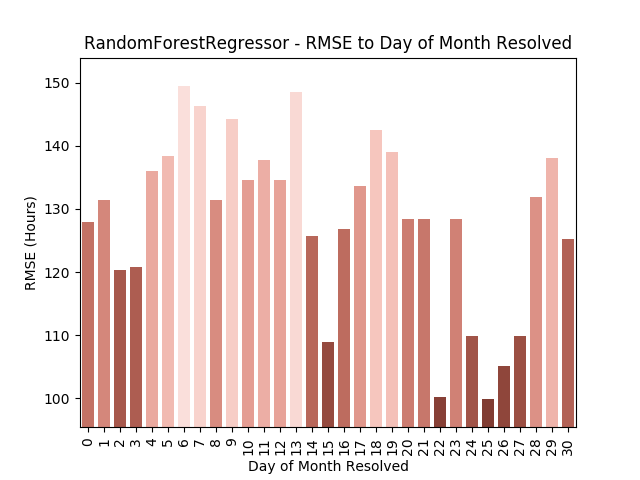 RandomForestRegressor - RMSE to Day of Month Resolved
150
140
130
120
110
100
RMSE (Hours)
0 1 2 3 4 5 6 7 8 9 10 11 12 13 14 15 16 17 18 19 20 21 22 23 24 25 26 27 28 29 30
Day of Month Resolved